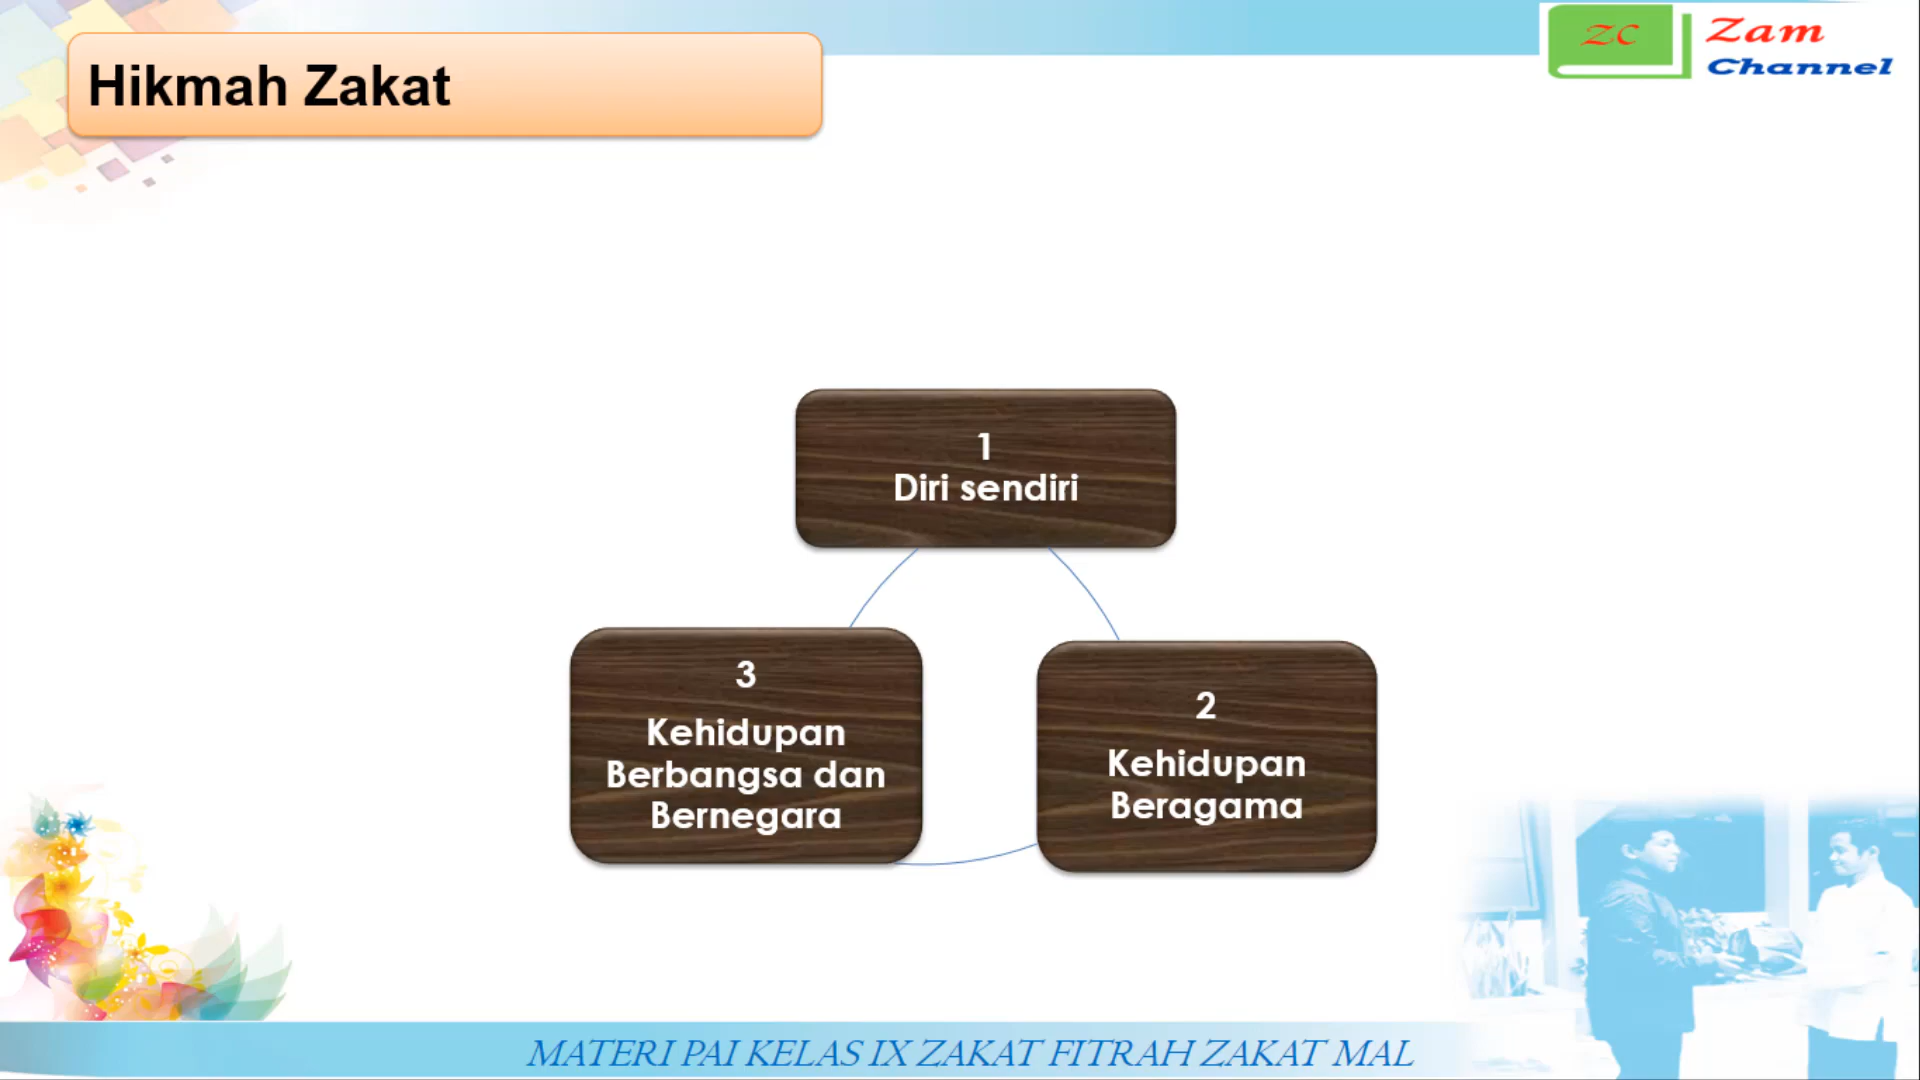 Hikmah Zakat
ZC
Zam
Channel
1
Diri sendiri
3
Kehidupan
Berbangsa dan
Bernegara
2
Kehidupan
Beragama
MATERI PAI KELAS IX ZAKAT FITRAH ZAKAT MAL